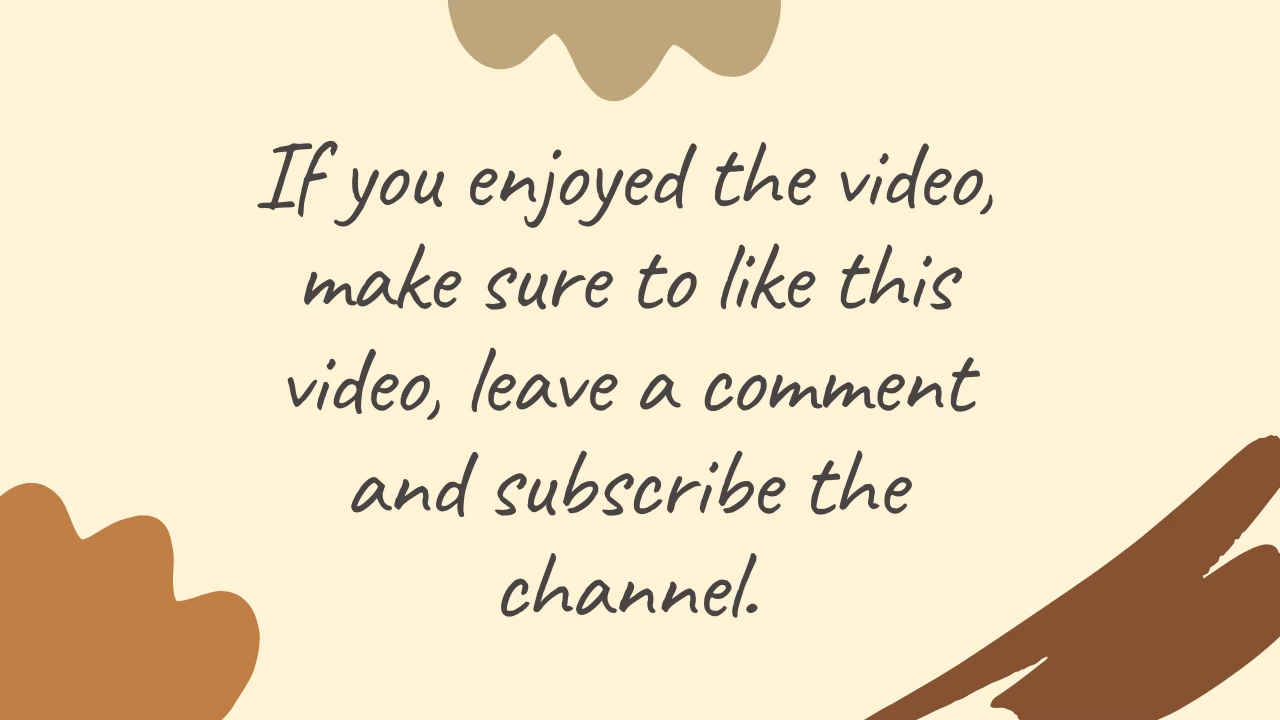 If you enjoyed the video,
make sure to like this
video, leave a comment
and subscribe the
channel.